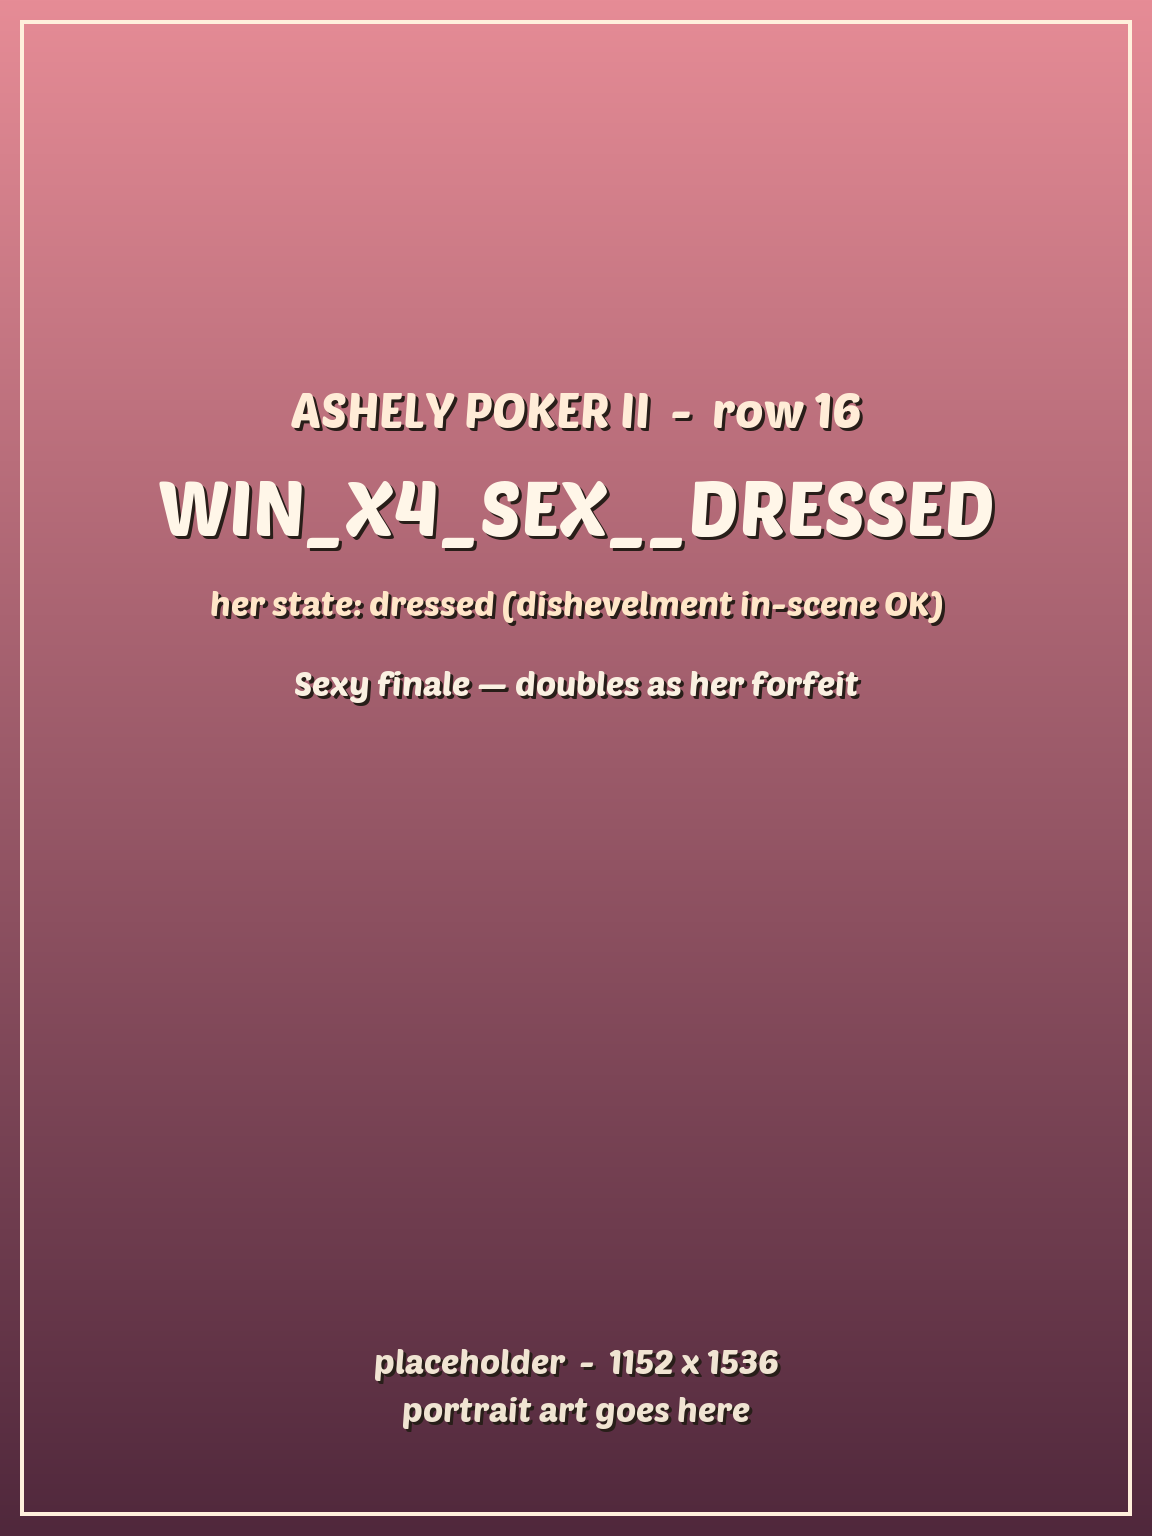 ASHELY POKER II - row 16
WIN_X4_SEX__DRESSED
her state: dressed (dishevelment in-scene OK)
Sexy finale — doubles as her forfeit
placeholder - 1152 x 1536
portrait art goes here